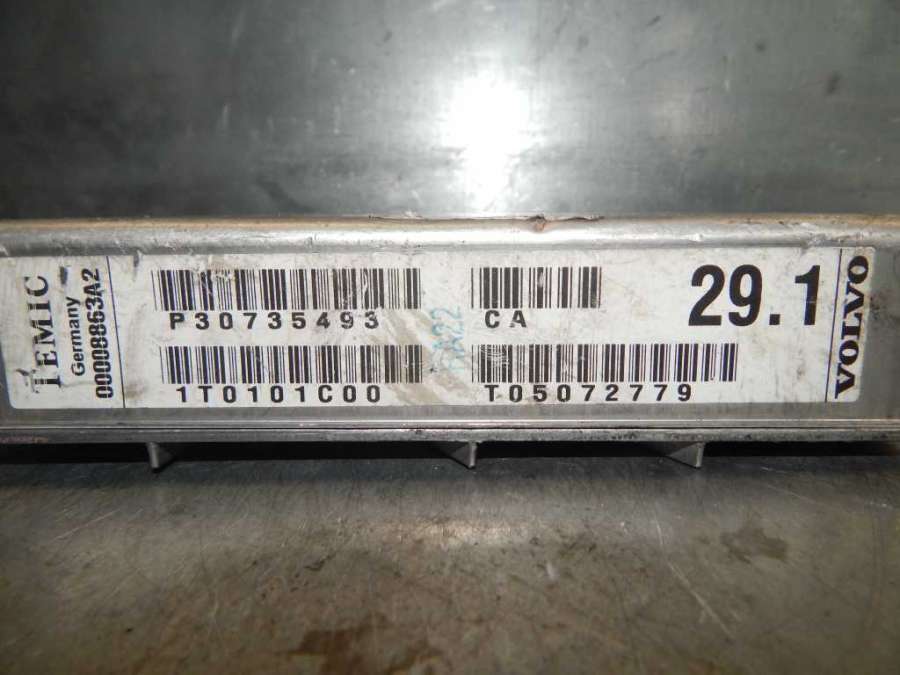 TEMIC
Germany
00008863A2
P30735493
CA
29.1
1T0101C00
T05072779
VOLVO